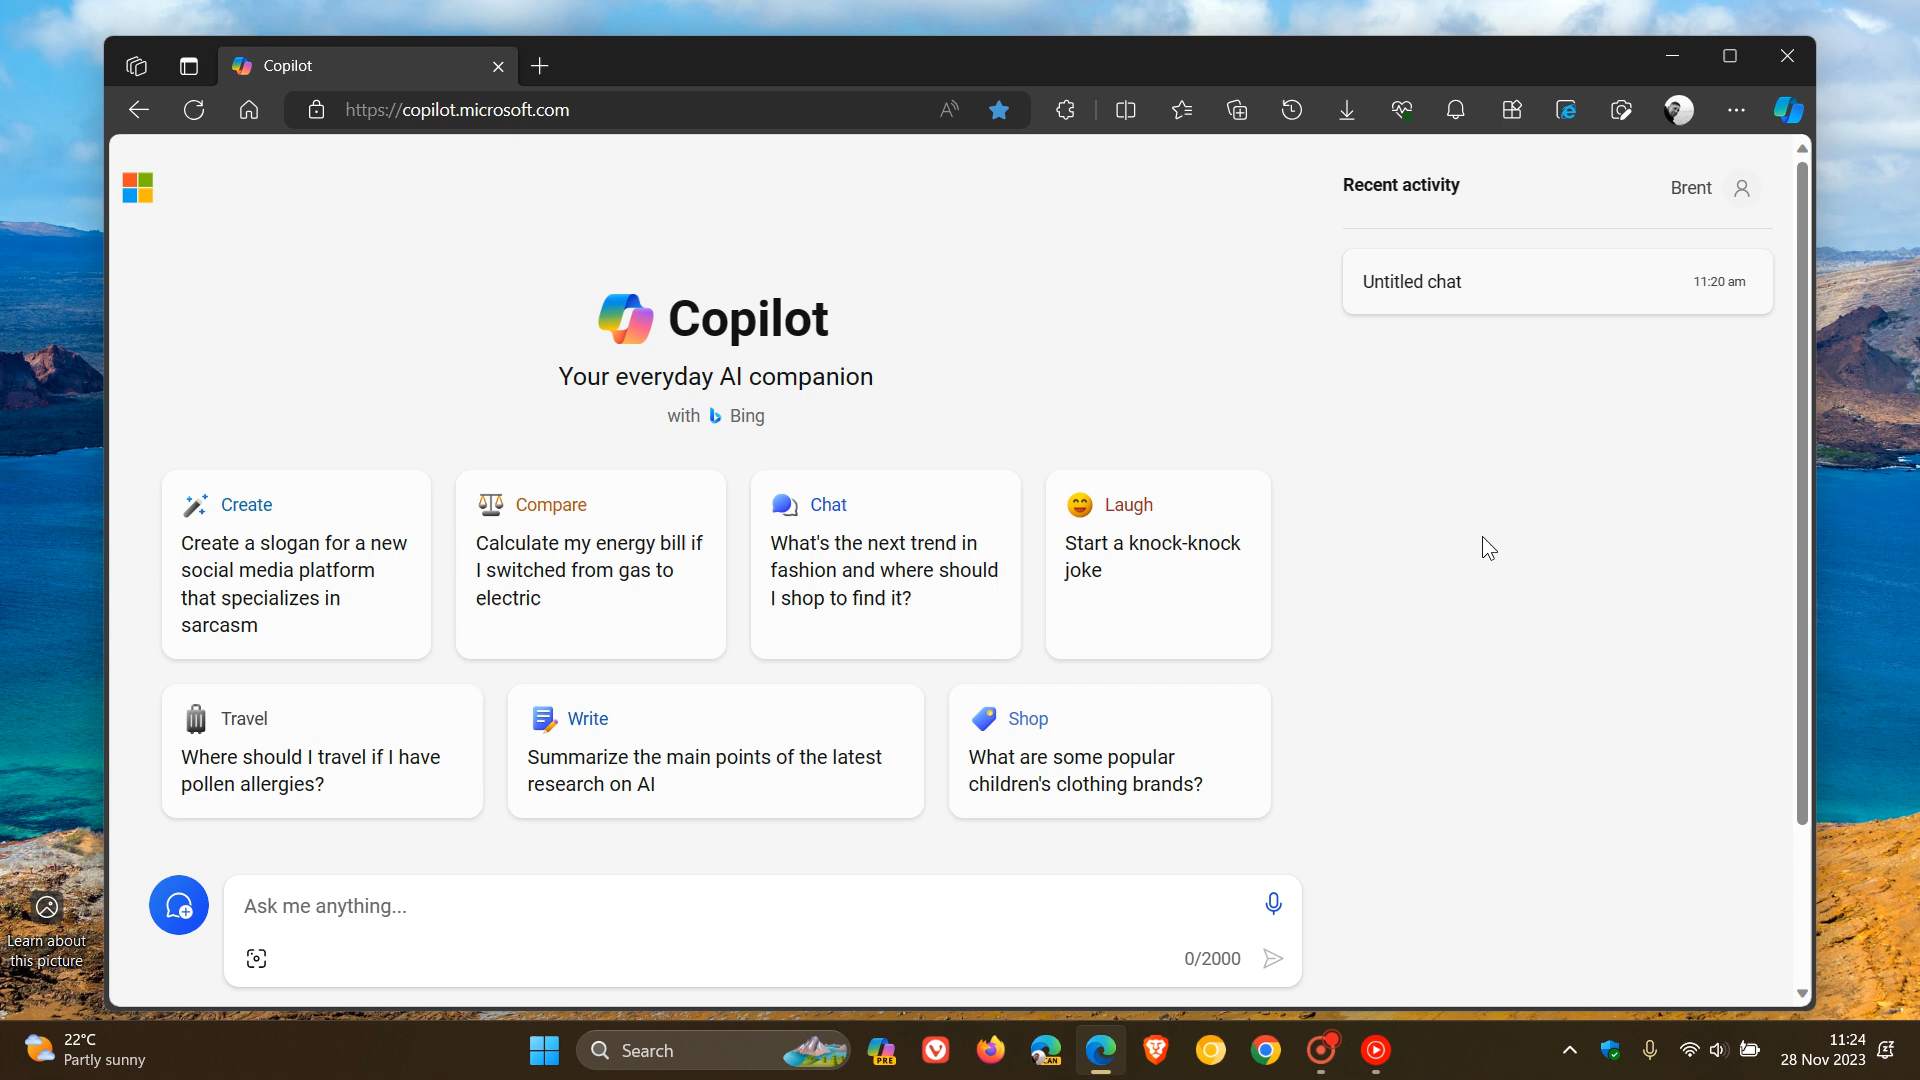 Copilot
https://copilot.microsoft.com
Recent activity
Brent
Untitled chat
11:20 am
Copilot
Your everyday AI companion
with Bing
Create
Create a slogan for a new
social media platform
that specializes in
sarcasm
Compare
Calculate my energy bill if
I switched from gas to
electric
Chat
What's the next trend in
fashion and where should
I shop to find it?
Laugh
Start a knock-knock
joke
Travel
Where should I travel if I have
pollen allergies?
Write
Summarize the main points of the latest
research on AI
Shop
What are some popular
children's clothing brands?
Ask me anything...
0/2000
Learn about
this picture
22°C
Partly sunny
Search
PRE
CAN
11:24
28 Nov 2023